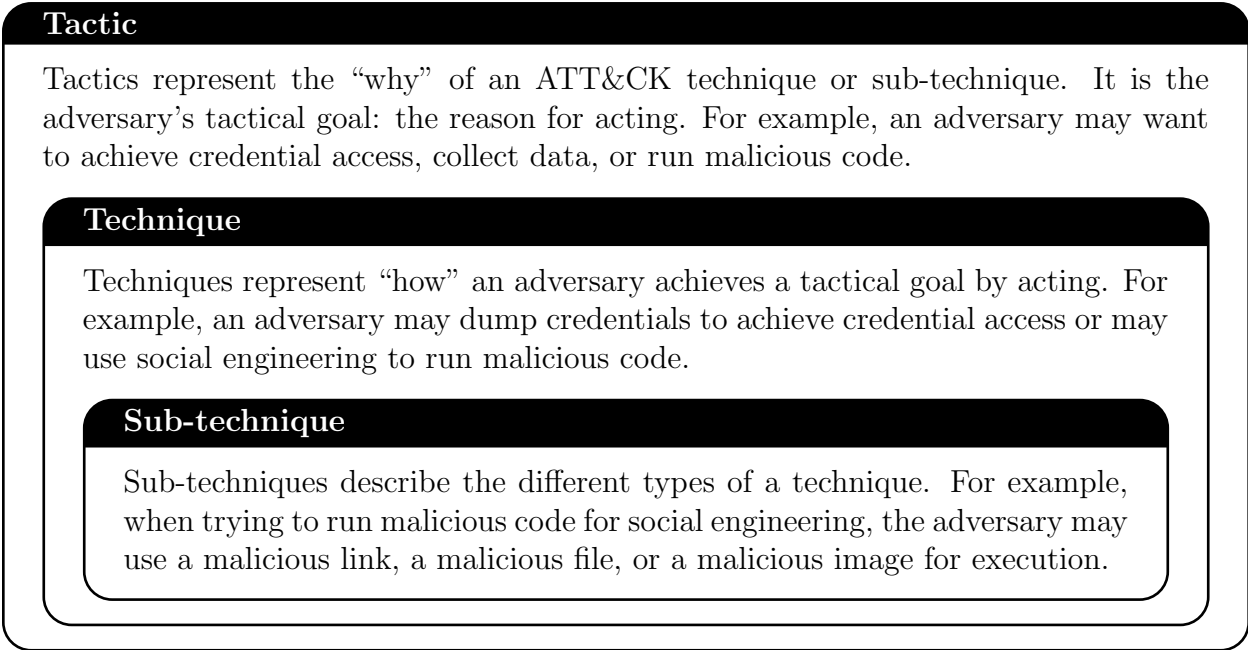 Tactic
Tactics represent the “why” of an ATT&CK technique or sub-technique. It is the
adversary’s tactical goal: the reason for acting. For example, an adversary may want
to achieve credential access, collect data, or run malicious code.
Technique
Techniques represent “how” an adversary achieves a tactical goal by acting. For
example, an adversary may dump credentials to achieve credential access or may
use social engineering to run malicious code.
Sub-technique
Sub-techniques describe the different types of a technique. For example,
when trying to run malicious code for social engineering, the adversary may
use a malicious link, a malicious file, or a malicious image for execution.